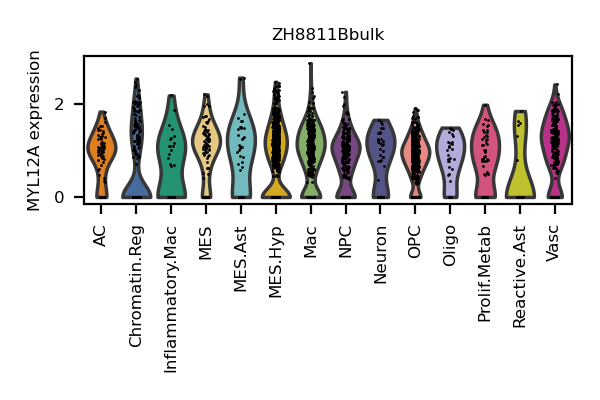 ZH8811Bbulk
MYL12A expression
2
0
AC
Chromatin.Reg
Inflammatory.Mac
MES
MES.Ast
MES.Hyp
Mac
NPC
Neuron
OPC
Oligo
Prolif.Metab
Reactive.Ast
Vasc